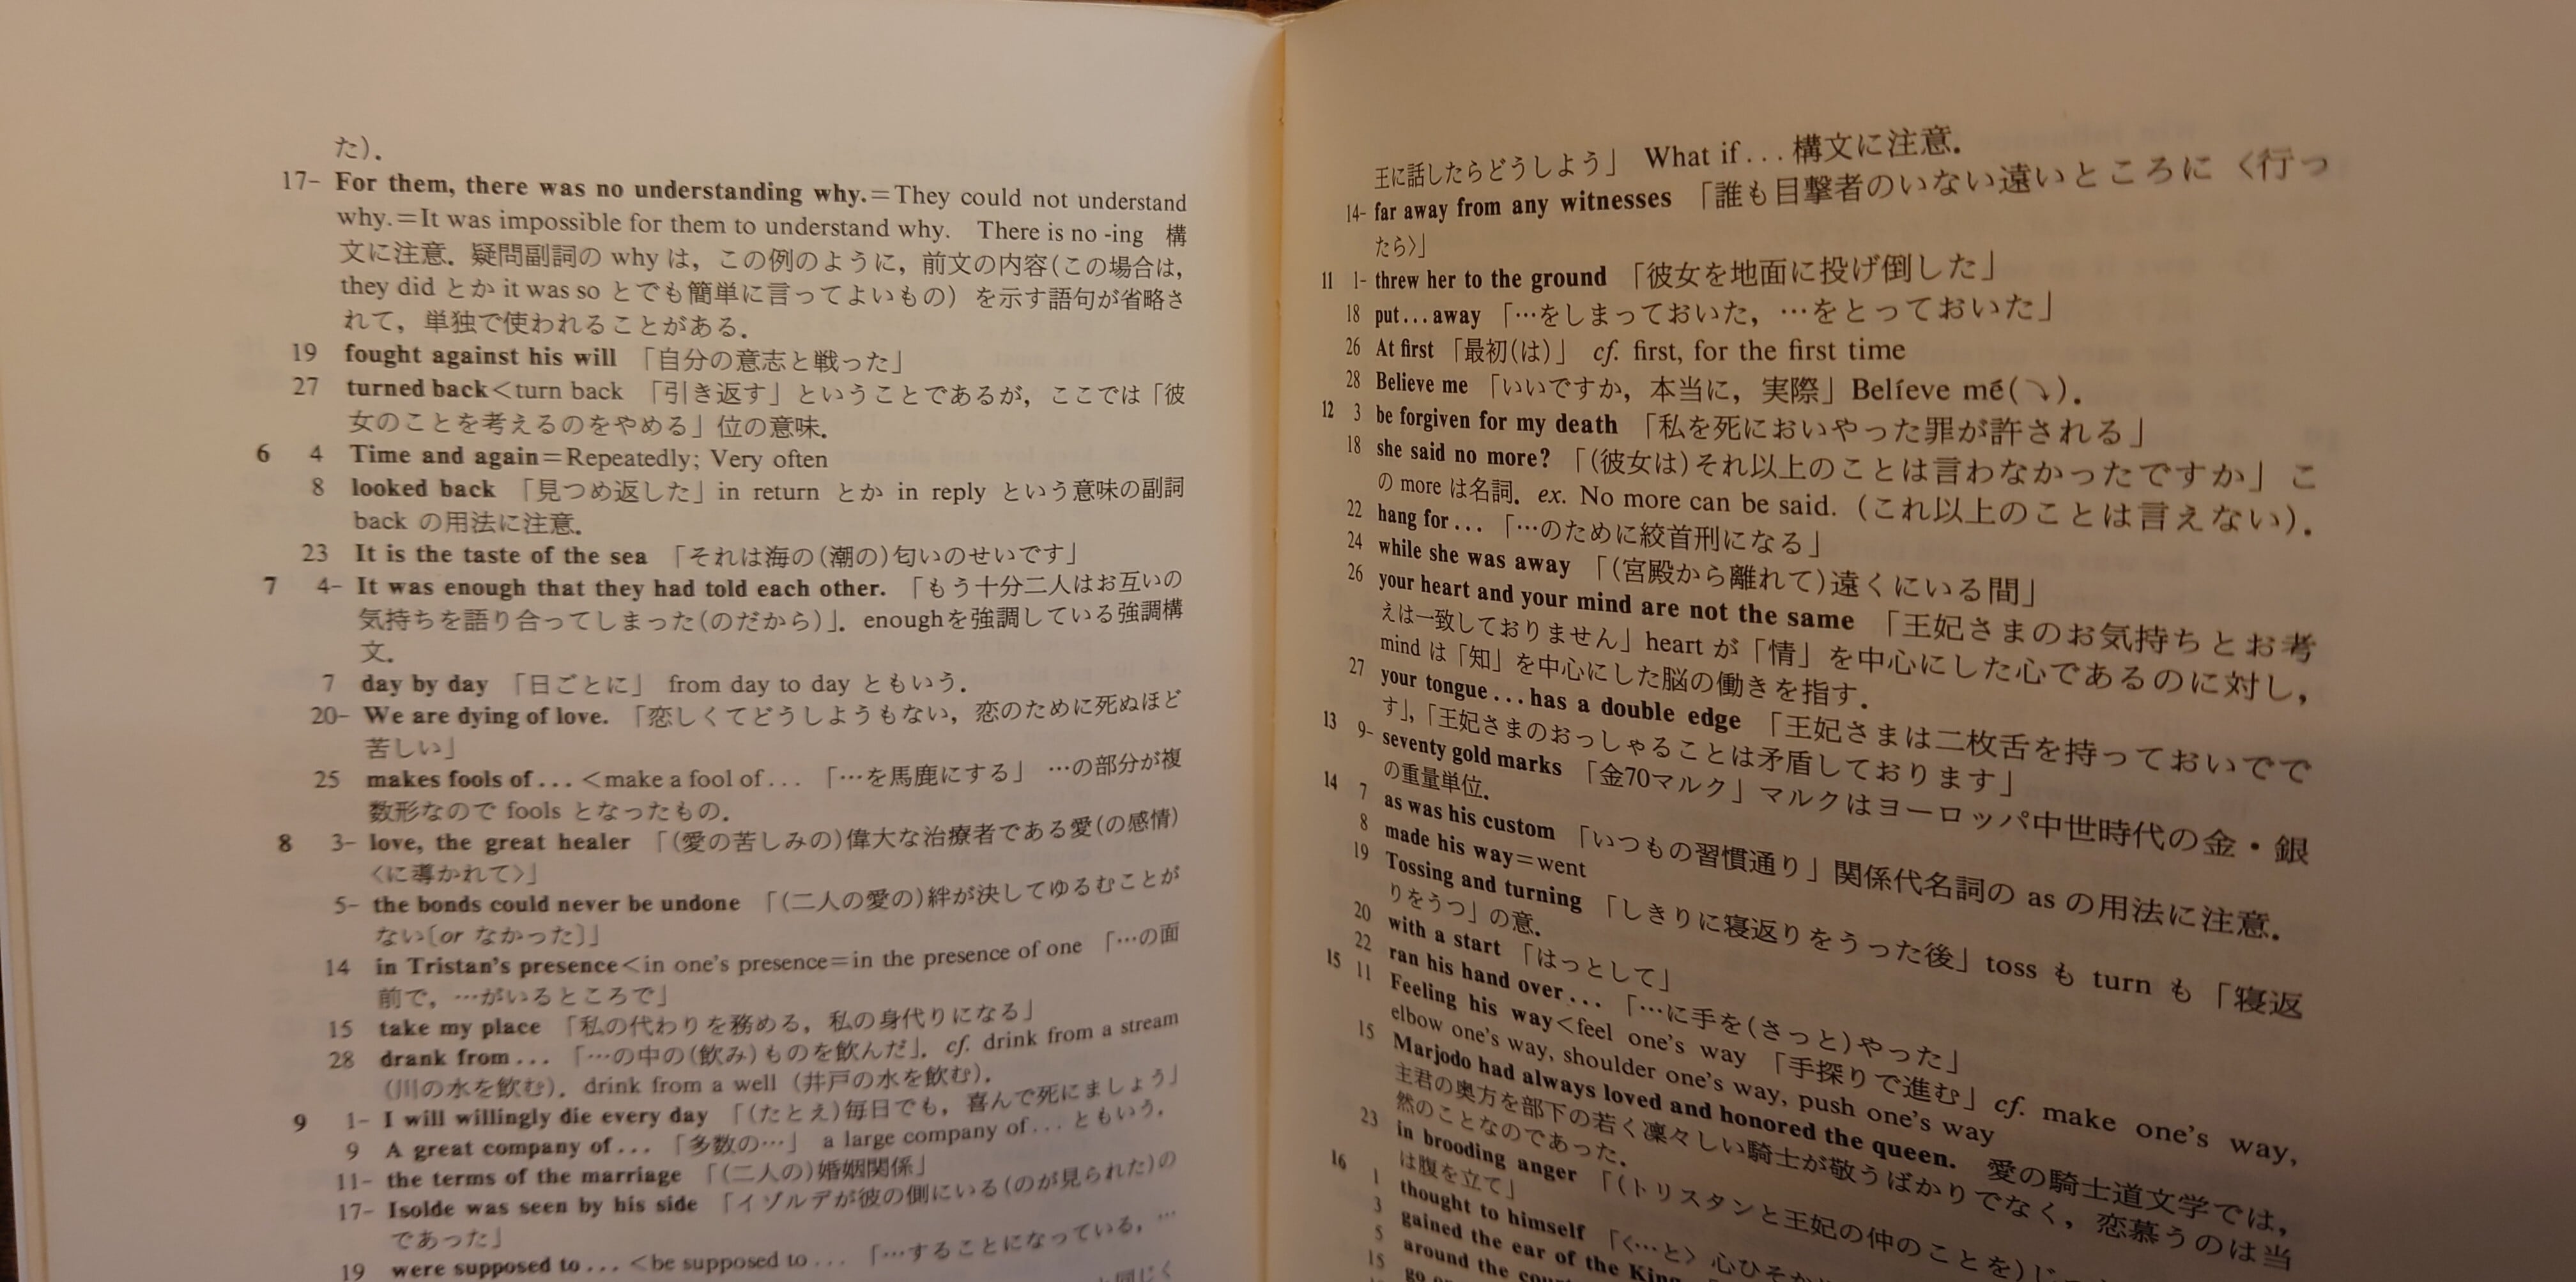 た).
17- For them, there was no understanding why.=They could not understand
why.=It was impossible for them to understand why. There is no -ing 構
文に注意. 疑問副詞の why は, この例のように, 前文の内容(この場合は,
they did とか it was so とでも簡単に言ってよいもの) を示す語句が省略さ
れて, 単独で使われることがある.
19 fought against his will 「自分の意志と戦った」
27 turned back<turn back 「引き返す」ということであるが, ここでは「彼
女のことを考えるのをやめる」位の意味.
6 4 Time and again=Repeatedly; Very often
8 looked back 「見つめ返した」in return とか in reply という意味の副詞
back の用法に注意.
23 It is the taste of the sea 「それは海の(潮の)匂いのせいです」
7 4- It was enough that they had told each other. 「もう十分二人はお互いの
気持ちを語り合ってしまった(のだから)」. enoughを強調している強調構
文.
7 day by day 「日ごとに」 from day to day ともいう.
20- We are dying of love. 「恋しくてどうしようもない, 恋のために死ぬほど
苦しい」
25 makes fools of... <make a fool of... 「…を馬鹿にする」 …の部分が複
数形なので fools となったもの.
8 3- love, the great healer 「(愛の苦しみの)偉大な治療者である愛(の感情)
〈に導かれて〉」
5- the bonds could never be undone 「(二人の愛の)絆が決してゆるむことが
ない〔or なかった〕」
14 in Tristan's presence<in one's presence=in the presence of one 「…の面
前で, …がいるところで」
15 take my place 「私の代わりを務める, 私の身代りになる」
28 drank from... 「…の中の(飲み)ものを飲んだ」. cf. drink from a stream
(川の水を飲む). drink from a well (井戸の水を飲む).
9 1- I will willingly die every day 「(たとえ)毎日でも, 喜んで死にましょう」
9 A great company of... 「多数の…」 a large company of... ともいう.
11- the terms of the marriage 「(二人の)婚姻関係」
17- Isolde was seen by his side 「イゾルデが彼の側にいる(のが見られた)の
であった」
19 were supposed to... <be supposed to... 「…することになっている, …
同じく
王に話したらどうしよう」 What if... 構文に注意.
14- far away from any witnesses 「誰も目撃者のいない遠いところに〈行っ
たら〉」
11 1- threw her to the ground 「彼女を地面に投げ倒した」
18 put...away 「…をしまっておいた, …をとっておいた」
26 At first 「最初(は)」 cf. first, for the first time
28 Believe me 「いいですか, 本当に, 実際」Belíeve mé(↘).
12 3 be forgiven for my death 「私を死においやった罪が許される」
18 she said no more? 「(彼女は)それ以上のことは言わなかったですか」こ
の more は名詞. ex. No more can be said. (これ以上のことは言えない).
22 hang for... 「…のために絞首刑になる」
24 while she was away 「(宮殿から離れて)遠くにいる間」
26 your heart and your mind are not the same 「王妃さまのお気持ちとお考
えは一致しておりません」heart が「情」を中心にした心であるのに対し,
mind は「知」を中心にした脳の働きを指す.
27 your tongue...has a double edge 「王妃さまは二枚舌を持っておいでで
す」,「王妃さまのおっしゃることは矛盾しております」
13 9- seventy gold marks 「金70マルク」マルクはヨーロッパ中世時代の金・銀
の重量単位.
14 7 as was his custom 「いつもの習慣通り」関係代名詞の as の用法に注意.
8 made his way=went
19 Tossing and turning 「しきりに寝返りをうった後」toss も turn も「寝返
りをうつ」の意.
20 with a start 「はっとして」
22 ran his hand over... 「…に手を(さっと)やった」
15 11 Feeling his way<feel one's way 「手探りで進む」cf. make one's way,
elbow one's way, shoulder one's way, push one's way
15 Marjodo had always loved and honored the queen. 愛の騎士道文学では,
主君の奥方を部下の若く凜々しい騎士が敬うばかりでなく, 恋慕うのは当
然のことなのであった.
23 in brooding anger 「(トリスタンと王妃の仲のことを)
は腹を立て」
16 1 thought to himself 「〈…と〉心ひそか
3 gained the ear of the King
5 around the
15 go